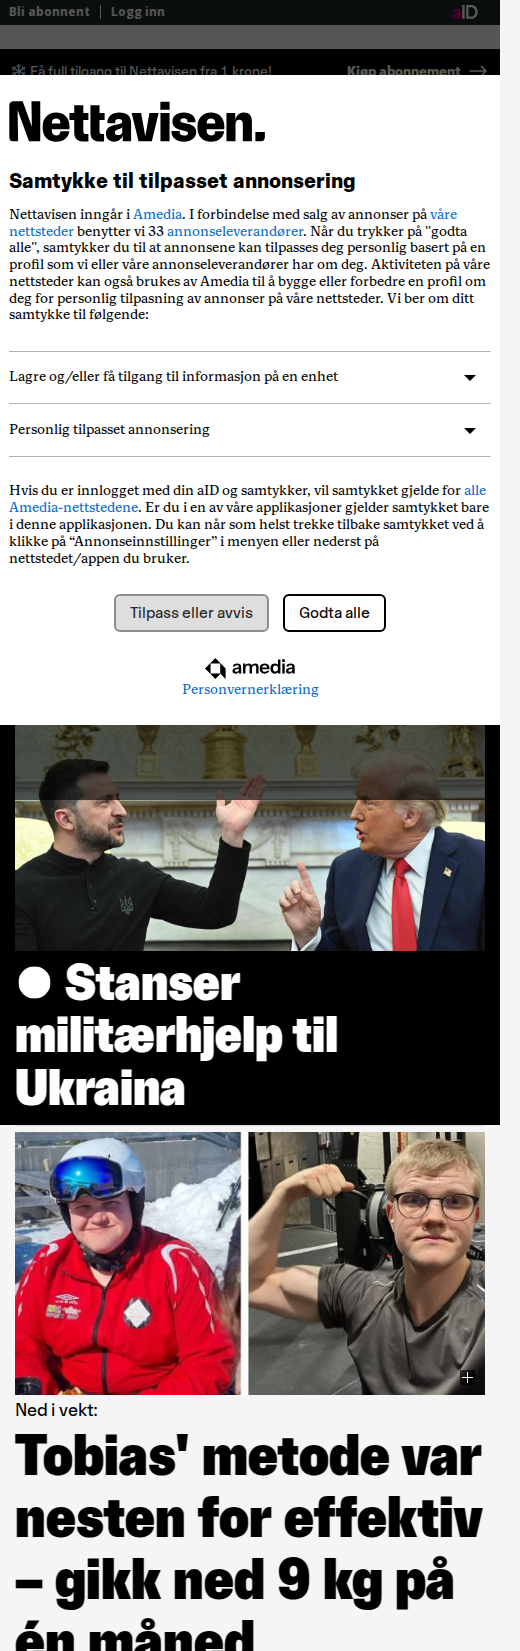 Bli abonnent | Logg inn
aID
Få full tilgang til Nettavisen fra 1 krone!
Kjøp abonnement
Nettavisen.
Samtykke til tilpasset annonsering
Nettavisen inngår i Amedia. I forbindelse med salg av annonser på våre
nettsteder benytter vi 33 annonseleverandører. Når du trykker på "godta
alle", samtykker du til at annonsene kan tilpasses deg personlig basert på en
profil som vi eller våre annonseleverandører har om deg. Aktiviteten på våre
nettsteder kan også brukes av Amedia til å bygge eller forbedre en profil om
deg for personlig tilpasning av annonser på våre nettsteder. Vi ber om ditt
samtykke til følgende:
Lagre og/eller få tilgang til informasjon på en enhet
Personlig tilpasset annonsering
Hvis du er innlogget med din aID og samtykker, vil samtykket gjelde for alle
Amedia-nettstedene. Er du i en av våre applikasjoner gjelder samtykket bare
i denne applikasjonen. Du kan når som helst trekke tilbake samtykket ved å
klikke på “Annonseinnstillinger” i menyen eller nederst på
nettstedet/appen du bruker.
Tilpass eller avvis
Godta alle
amedia
Personvernerklæring
Stanser
militærhjelp til
Ukraina
Ned i vekt:
Tobias' metode var
nesten for effektiv
– gikk ned 9 kg på
én måned